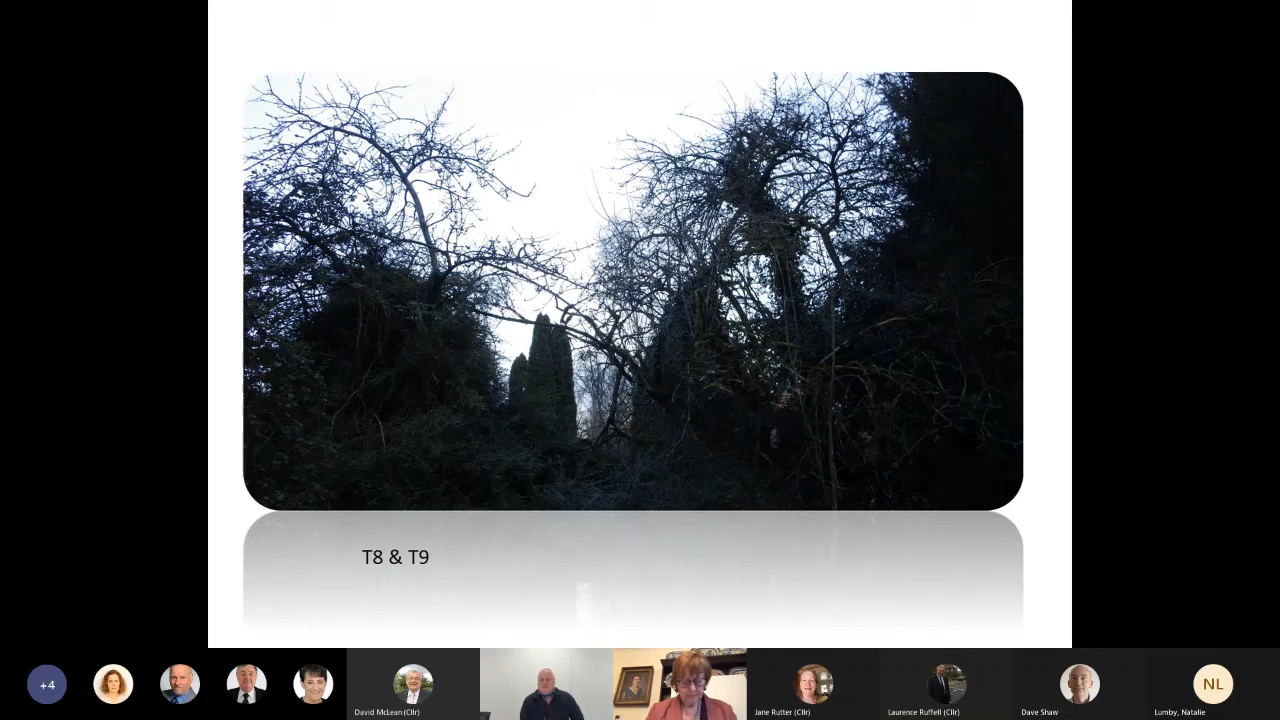 T8 & T9
+4
David McLean (Cllr)
Jane Rutter (Cllr)
Laurence Ruffell (Cllr)
Dave Shaw
NL
Lumby, Natalie